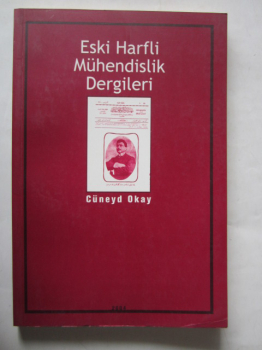 Eski Harfli
Mühendislik
Dergileri
Cüneyd Okay